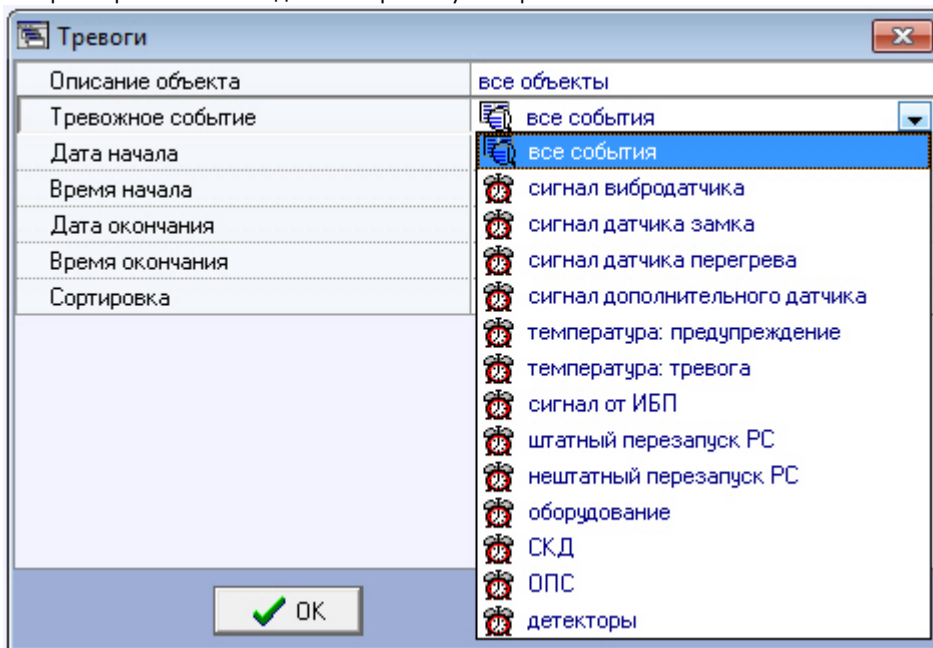 Тревоги
Описание объекта все объекты
Тревожное событие все события
Дата начала все события
Время начала сигнал вибродатчика
Дата окончания сигнал датчика замка
Время окончания сигнал датчика перегрева
Сортировка сигнал дополнительного датчика
температура: предупреждение
температура: тревога
сигнал от ИБП
штатный перезапуск РС
нештатный перезапуск РС
оборудование
СКД
ОПС
детекторы
OK